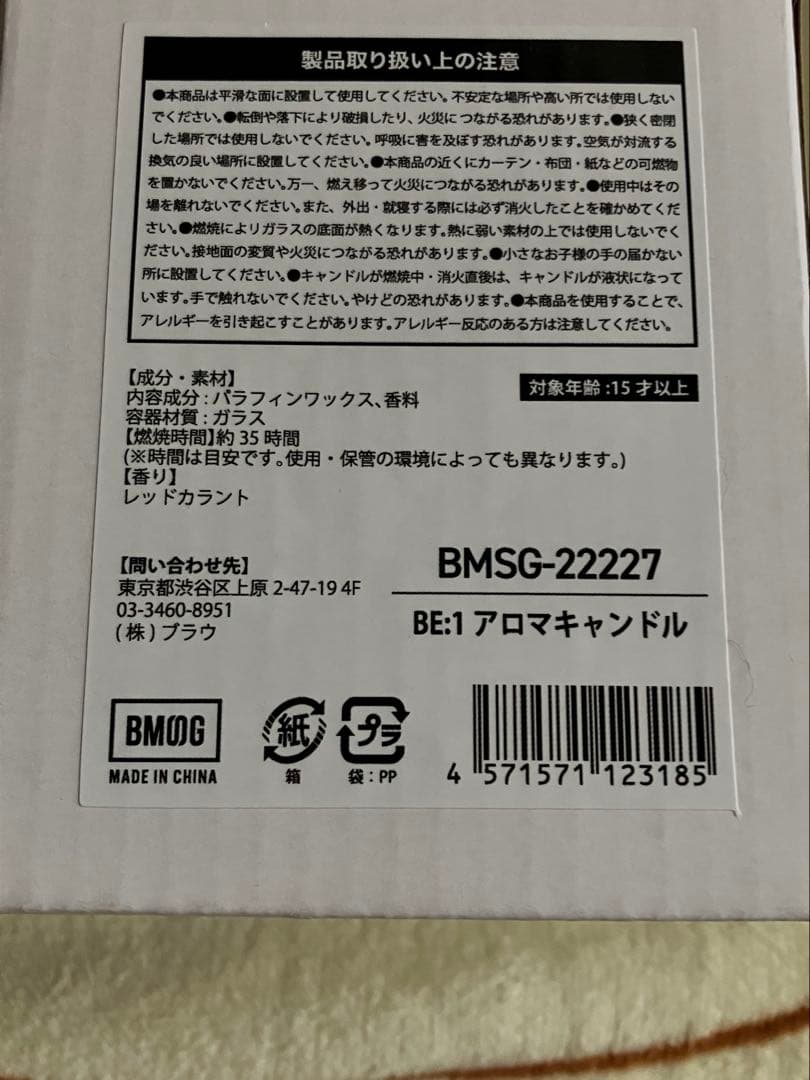 製品取り扱い上の注意
●本商品は平滑な面に設置して使用してください。不安定な場所や高い所では使用しない
でください。●転倒や落下により破損したり、火災につながる恐れがあります。●狭く密閉
した場所では使用しないでください。呼吸に害を及ぼす恐れがあります。空気が対流する
換気の良い場所に設置してください。●本商品の近くにカーテン・布団・紙などの可燃物
を置かないでください。万一、燃え移って火災につながる恐れがあります。●使用中はその
場を離れないでください。また、外出・就寝する際には必ず消火したことを確かめてくだ
さい。●燃焼によりガラスの底面が熱くなります。熱に弱い素材の上では使用しないでく
ださい。接地面の変質や火災につながる恐れがあります。●小さなお子様の手の届かない
所に設置してください。●キャンドルが燃焼中・消火直後は、キャンドルが液状になって
います。手で触れないでください。やけどの恐れがあります。●本商品を使用することで、
アレルギーを引き起こすことがあります。アレルギー反応のある方は注意してください。
【成分・素材】
対象年齢:15才以上
内容成分:パラフィンワックス、香料
容器材質:ガラス
【燃焼時間】約35時間
(※時間は目安です。使用・保管の環境によっても異なります。)
【香り】
レッドカラント
【問い合わせ先】
東京都渋谷区上原 2-47-19 4F
03-3460-8951
(株)ブラウ
BMSG-22227
BE:1 アロマキャンドル
BMSG
MADE IN CHINA
紙
箱
プラ
袋:PP
4 571571 123185